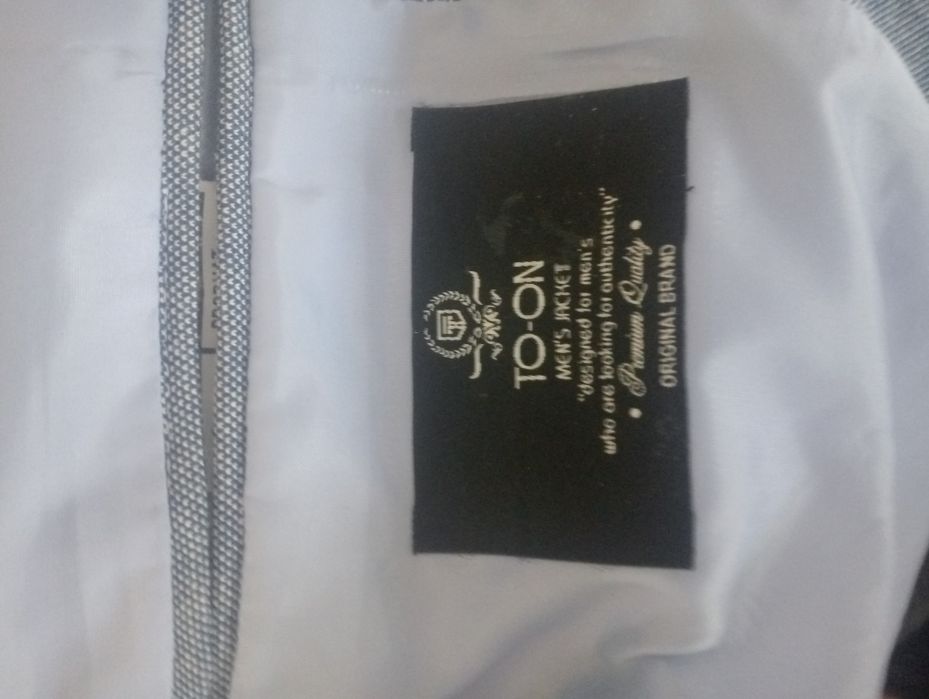 TO-ON
MEN'S JACKET
"designed for men's
who are looking for authenticity"
• Premium Quality •
ORIGINAL BRAND